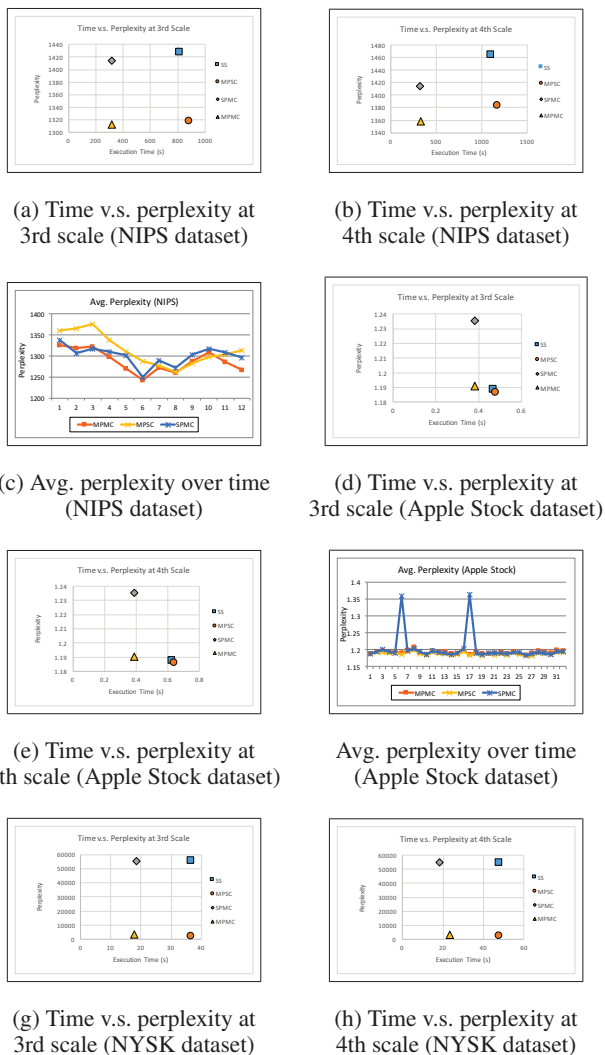 Time v.s. Perplexity at 3rd Scale
1440
1420
1400
1380
1360
1340
1320
1300
Perplexity
0 200 400 600 800 1000
Execution Time (s)
SS
MPSC
SPMC
MPMC
Time v.s. Perplexity at 4th Scale
1480
1460
1440
1420
1400
1380
1360
1340
Perplexity
0 500 1000 1500
Execution Time (s)
SS
MPSC
SPMC
MPMC
(a) Time v.s. perplexity at
3rd scale (NIPS dataset)
(b) Time v.s. perplexity at
4th scale (NIPS dataset)
Avg. Perplexity (NIPS)
1400
1350
1300
1250
1200
Perplexity
1 2 3 4 5 6 7 8 9 10 11 12
MPMC MPSC SPMC
Time v.s. Perplexity at 3rd Scale
1.24
1.23
1.22
1.21
1.2
1.19
1.18
Perplexity
0 0.2 0.4 0.6
Execution Time (s)
SS
MPSC
SPMC
MPMC
(c) Avg. perplexity over time
(NIPS dataset)
(d) Time v.s. perplexity at
3rd scale (Apple Stock dataset)
Time v.s. Perplexity at 4th Scale
1.24
1.23
1.22
1.21
1.2
1.19
1.18
Perplexity
0 0.2 0.4 0.6 0.8
Execution Time (s)
SS
MPSC
SPMC
MPMC
Avg. Perplexity (Apple Stock)
1.4
1.35
1.3
1.25
1.2
1.15
Perplexity
1 3 5 7 9 11 13 15 17 19 21 23 25 27 29 31
MPMC MPSC SPMC
(e) Time v.s. perplexity at
th scale (Apple Stock dataset)
Avg. perplexity over time
(Apple Stock dataset)
Time v.s. Perplexity at 3rd Scale
60000
50000
40000
30000
20000
10000
0
Perplexity
0 10 20 30 40
Execution Time (s)
SS
MPSC
SPMC
MPMC
Time v.s. Perplexity at 4th Scale
60000
50000
40000
30000
20000
10000
0
Perplexity
0 20 40 60
Execution Time (s)
SS
MPSC
SPMC
MPMC
(g) Time v.s. perplexity at
3rd scale (NYSK dataset)
(h) Time v.s. perplexity at
4th scale (NYSK dataset)